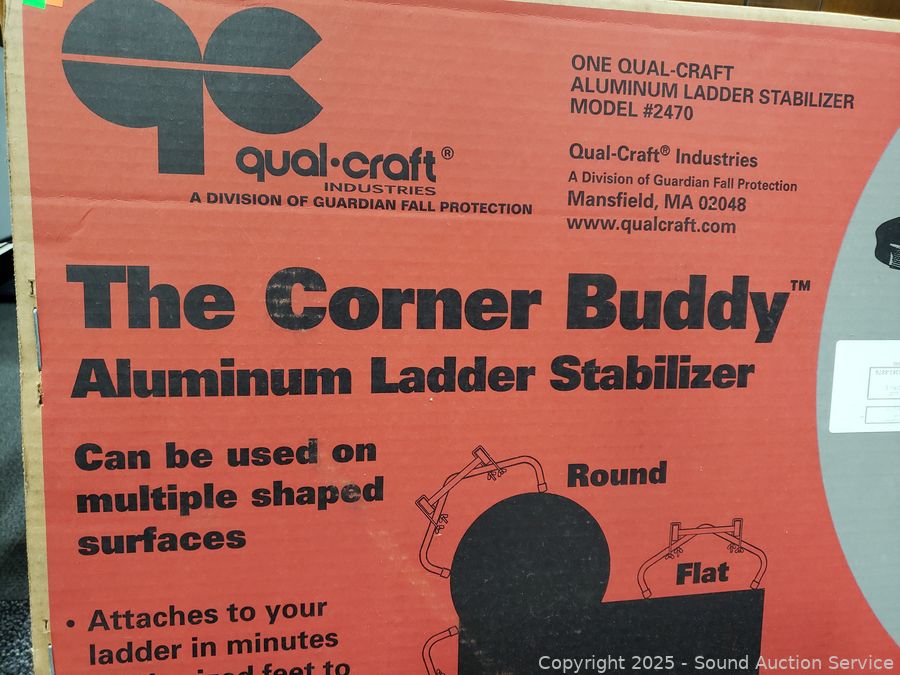 qual·craft®
INDUSTRIES
A DIVISION OF GUARDIAN FALL PROTECTION
ONE QUAL-CRAFT
ALUMINUM LADDER STABILIZER
MODEL #2470
Qual-Craft® Industries
A Division of Guardian Fall Protection
Mansfield, MA 02048
www.qualcraft.com
The Corner Buddy™
Aluminum Ladder Stabilizer
Can be used on
multiple shaped
surfaces
Round
Flat
• Attaches to your
ladder in minutes
feet to
Copyright 2025 - Sound Auction Service